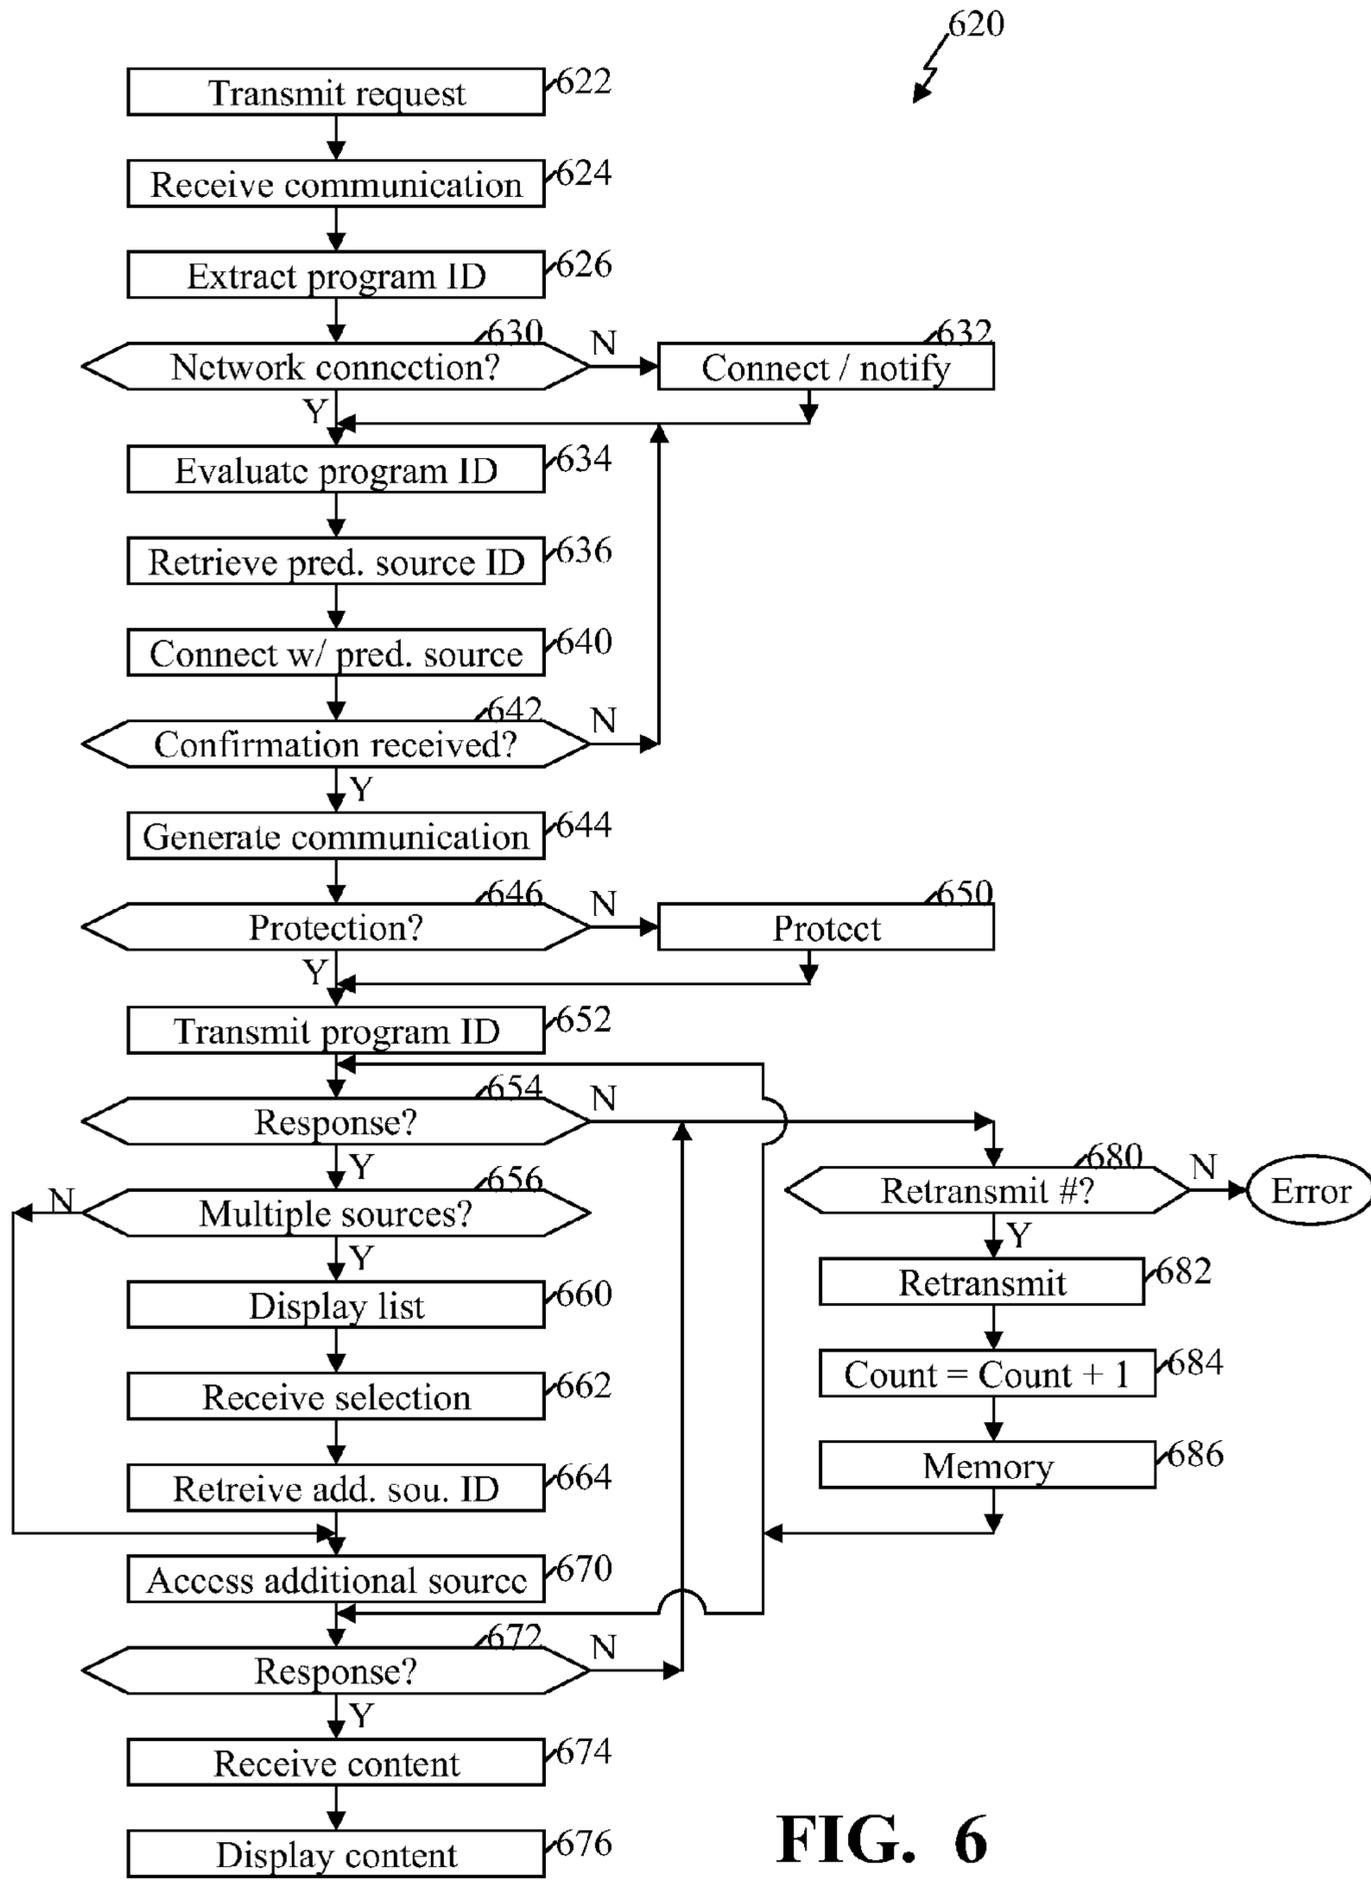 620
Transmit request 622
Receive communication 624
Extract program ID 626
Network connection? 630 N
Connect / notify 632
Y
Evaluate program ID 634
Retrieve pred. source ID 636
Connect w/ pred. source 640
Confirmation received? 642 N
Y
Generate communication 644
Protection? 646 N
Protect 650
Y
Transmit program ID 652
Response? 654 N
Y
Retransmit #? 680 N
Error
N Multiple sources? 656
Y
Y
Display list 660
Retransmit 682
Receive selection 662
Count = Count + 1 684
Retreive add. sou. ID 664
Memory 686
Access additional source 670
Response? 672 N
Y
Receive content 674
Display content 676
FIG. 6